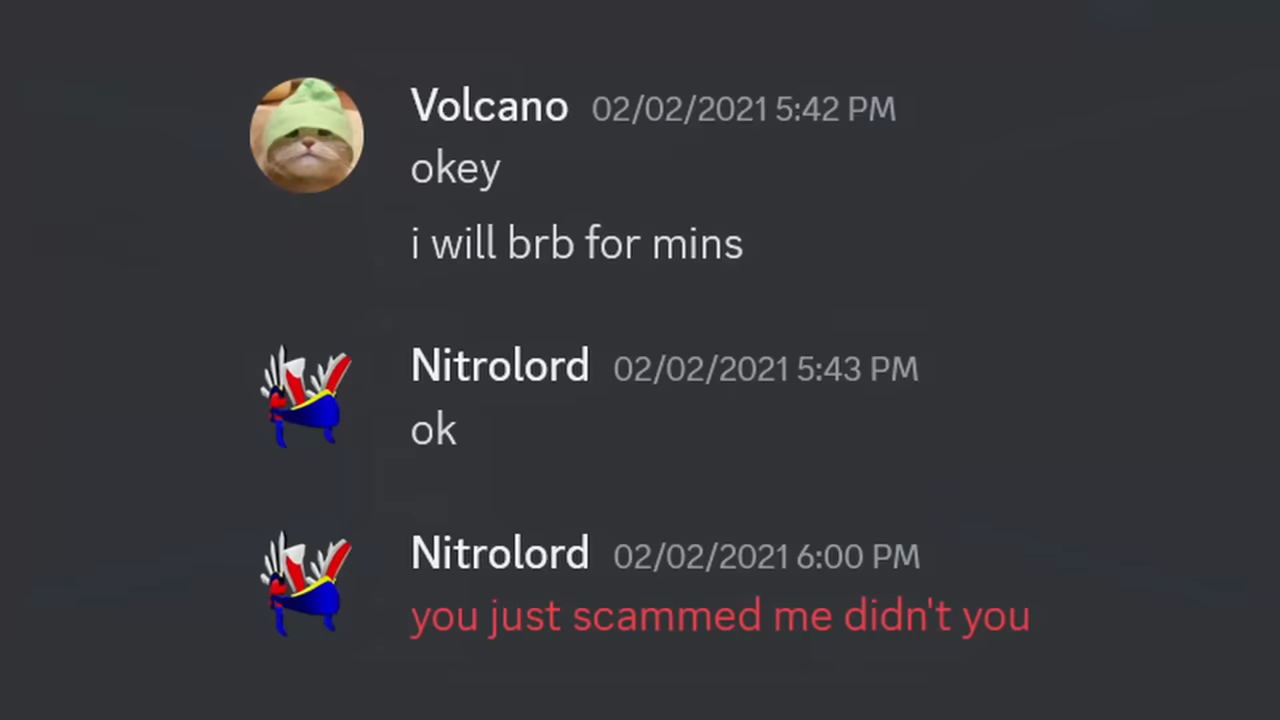 Volcano 02/02/2021 5:42 PM
okey
i will brb for mins
Nitrolord 02/02/2021 5:43 PM
ok
Nitrolord 02/02/2021 6:00 PM
you just scammed me didn't you